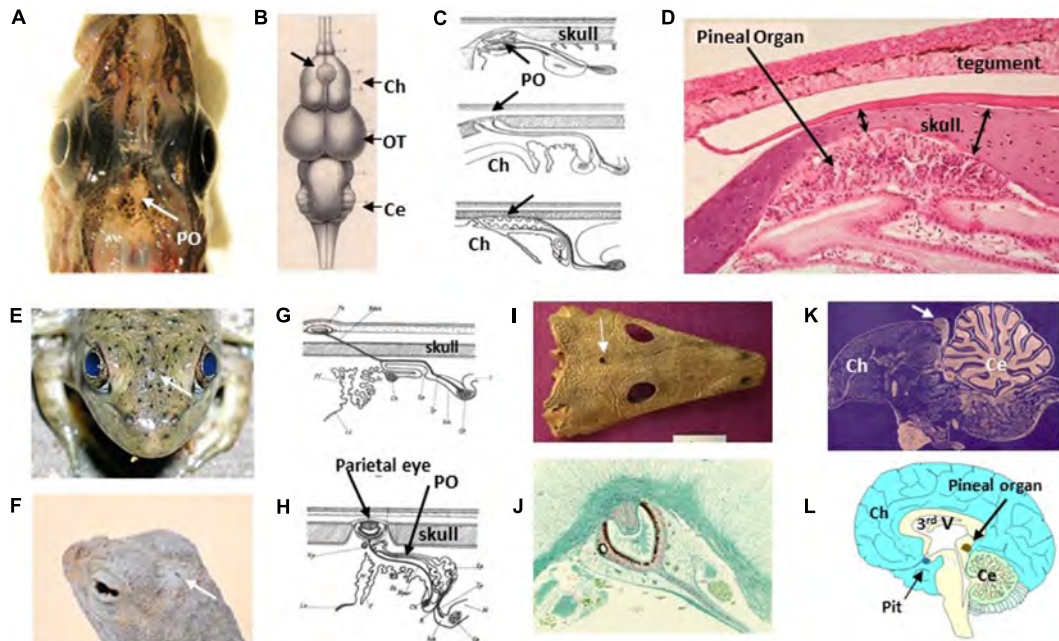 A
PO
B
Ch
OT
Ce
C
skull
PO
Ch
Ch
D
Pineal Organ
tegument
skull
E
F
G
skull
H
Parietal eye
PO
skull
I
J
K
Ch
Ce
L
Pineal organ
Ch
3rd V
Ce
Pit